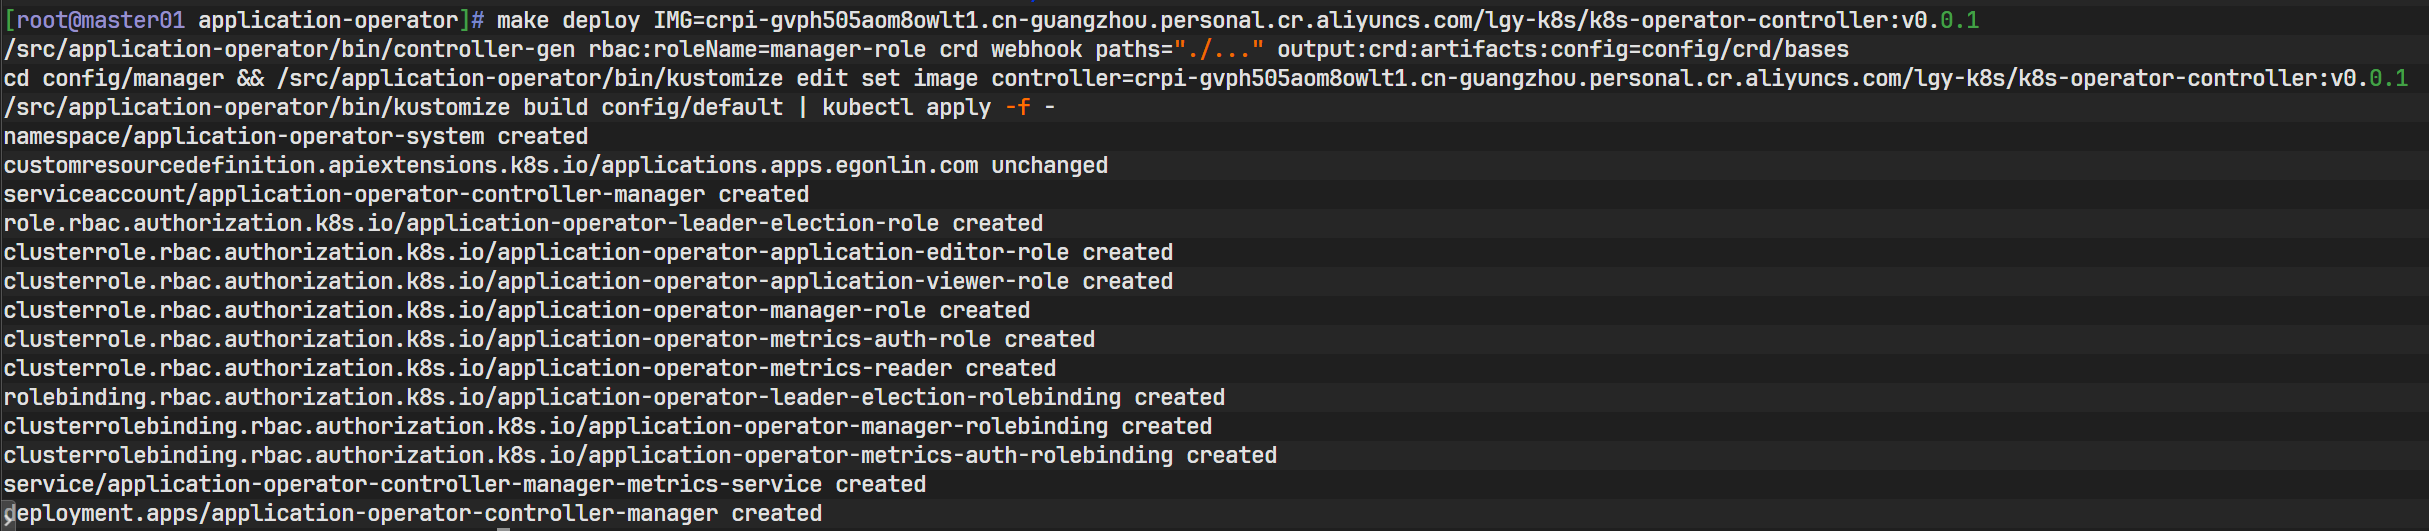 [root@master01 application-operator]# make deploy IMG=crpi-gvph505aom8owlt1.cn-guangzhou.personal.cr.aliyuncs.com/lgy-k8s/k8s-operator-controller:v0.0.1
/src/application-operator/bin/controller-gen rbac:roleName=manager-role crd webhook paths="./..." output:crd:artifacts:config=config/crd/bases
cd config/manager && /src/application-operator/bin/kustomize edit set image controller=crpi-gvph505aom8owlt1.cn-guangzhou.personal.cr.aliyuncs.com/lgy-k8s/k8s-operator-controller:v0.0.1
/src/application-operator/bin/kustomize build config/default | kubectl apply -f -
namespace/application-operator-system created
customresourcedefinition.apiextensions.k8s.io/applications.apps.egonlin.com unchanged
serviceaccount/application-operator-controller-manager created
role.rbac.authorization.k8s.io/application-operator-leader-election-role created
clusterrole.rbac.authorization.k8s.io/application-operator-application-editor-role created
clusterrole.rbac.authorization.k8s.io/application-operator-application-viewer-role created
clusterrole.rbac.authorization.k8s.io/application-operator-manager-role created
clusterrole.rbac.authorization.k8s.io/application-operator-metrics-auth-role created
clusterrole.rbac.authorization.k8s.io/application-operator-metrics-reader created
rolebinding.rbac.authorization.k8s.io/application-operator-leader-election-rolebinding created
clusterrolebinding.rbac.authorization.k8s.io/application-operator-manager-rolebinding created
clusterrolebinding.rbac.authorization.k8s.io/application-operator-metrics-auth-rolebinding created
service/application-operator-controller-manager-metrics-service created
deployment.apps/application-operator-controller-manager created